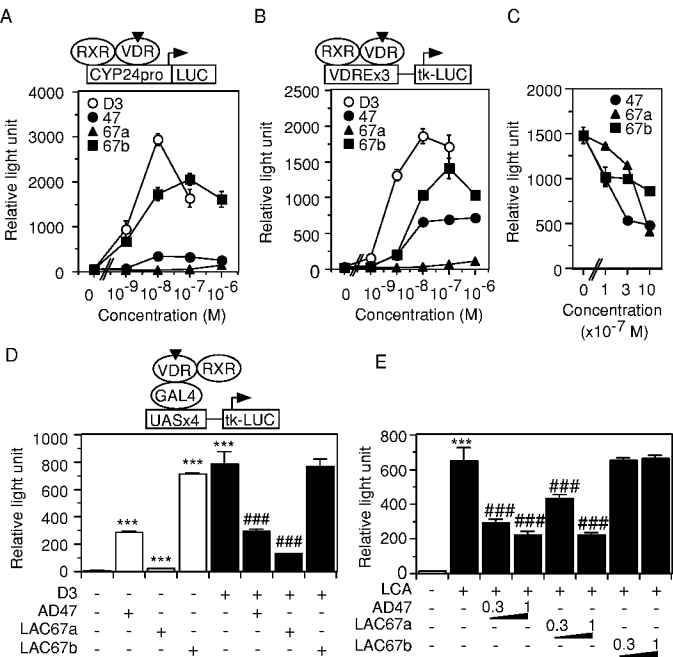 A
RXR VDR
CYP24pro LUC
Relative light unit
4000
3000
2000
1000
0
D3
47
67a
67b
0 10-9 10-8 10-7 10-6
Concentration (M)
B
RXR VDR
VDREx3 tk-LUC
Relative light unit
2500
2000
1500
1000
500
0
D3
47
67a
67b
0 10-9 10-8 10-7 10-6
Concentration (M)
C
Relative light unit
2000
1500
1000
500
0
47
67a
67b
0 1 3 10
Concentration
(x10-7 M)
D
VDR RXR
GAL4
UASx4 tk-LUC
Relative light unit
1000
800
600
400
200
0
*** *** *** *** ### ###
D3 - - - - + + + +
AD47 - + - - - + - -
LAC67a - - + - - - + -
LAC67b - - - + - - - +
E
Relative light unit
800
600
400
200
0
*** ### ### ### ###
LCA - + + + + + + +
AD47 - - 0.3 1 - - - -
LAC67a - - - - 0.3 1 - -
LAC67b - - - - - - 0.3 1